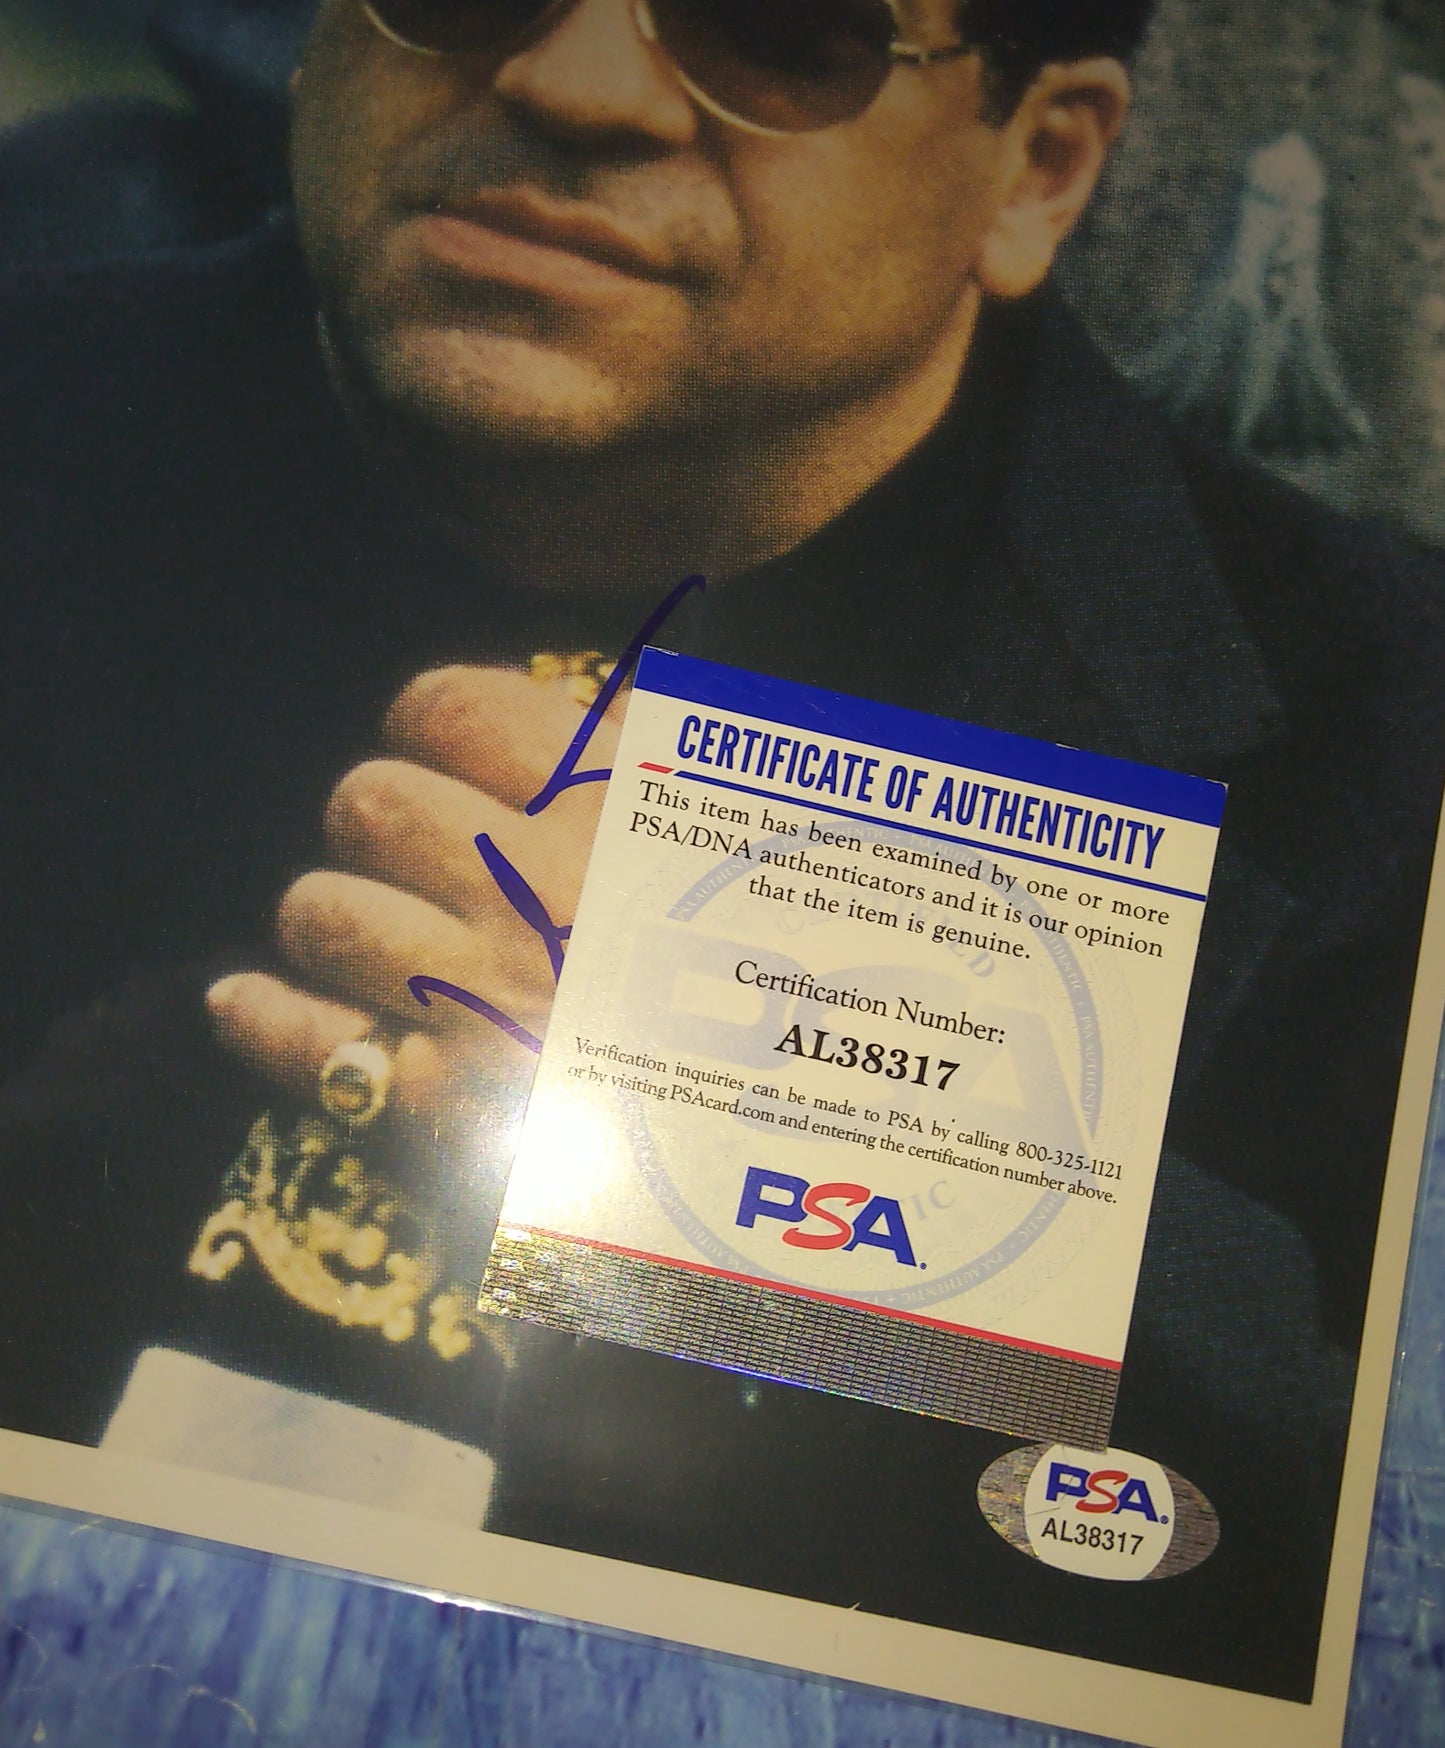 CERTIFICATE OF AUTHENTICITY
This item has been examined by one or more
PSA/DNA authenticators and it is our opinion
that the item is genuine.
Certification Number:
AL38317
Verification inquiries can be made to PSA by calling 800-325-1121
or by visiting PSAcard.com and entering the certification number above.
PSA
PSA
AL38317